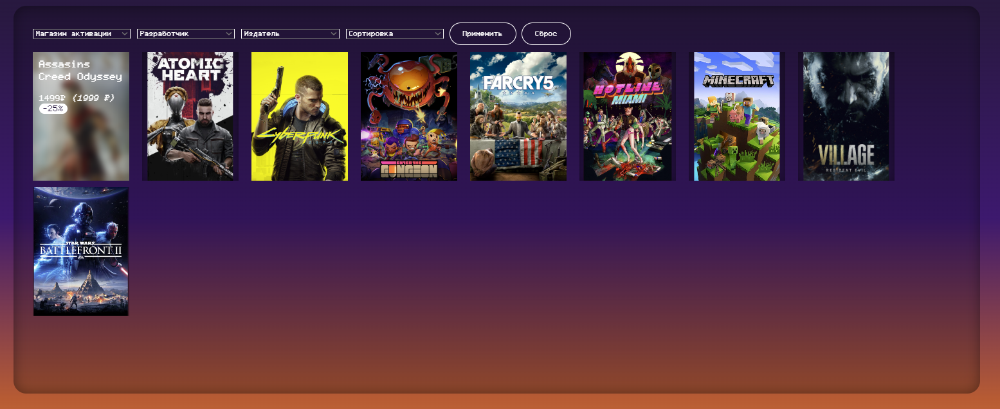 Магазин активации
Разработчик
Издатель
Сортировка
Применить
Сброс
Assasins
Creed Odyssey
1499₽ (1999 ₽)
-25%
ATOMIC
HEART
CYBERPUNK
ENTER THE
GUNGEON
FARCRY5
HOTLINE
MIAMI
MINECRAFT
VILLAGE
RESIDENT EVIL
STAR WARS
BATTLEFRONT II
EA